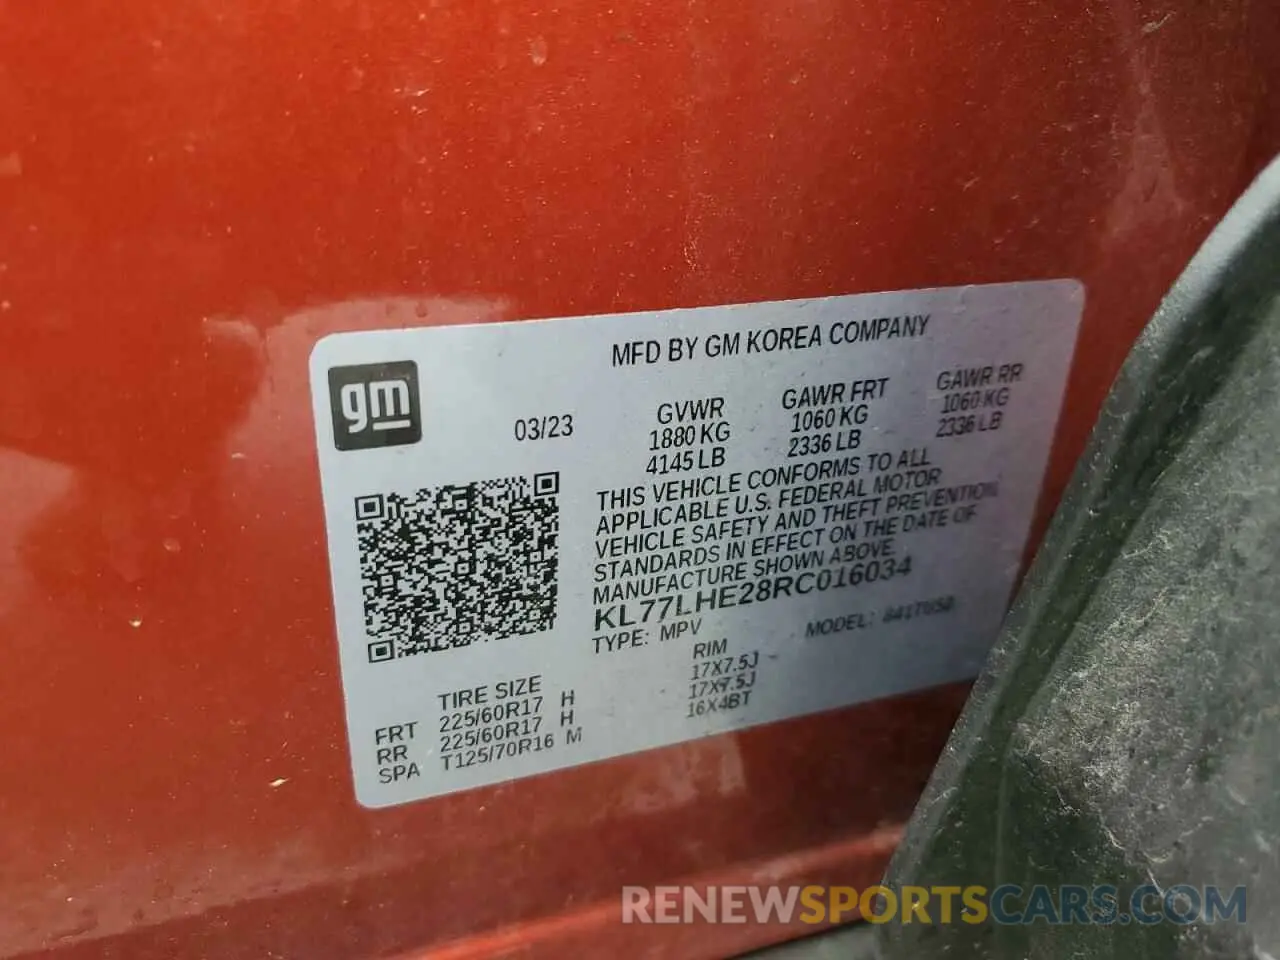 MFD BY GM KOREA COMPANY
gm
03/23
GVWR GAWR FRT GAWR RR
1880 KG 1060 KG 1060 KG
4145 LB 2336 LB 2336 LB
THIS VEHICLE CONFORMS TO ALL
APPLICABLE U.S. FEDERAL MOTOR
VEHICLE SAFETY AND THEFT PREVENTION
STANDARDS IN EFFECT ON THE DATE OF
MANUFACTURE SHOWN ABOVE.
KL77LHE28RC016034
TYPE: MPV MODEL:
TIRE SIZE RIM
FRT 225/60R17 H 17X7.5J
RR 225/60R17 H 17X7.5J
SPA T125/70R16 M 16X4BT
RENEWSPORTSCARS.COM